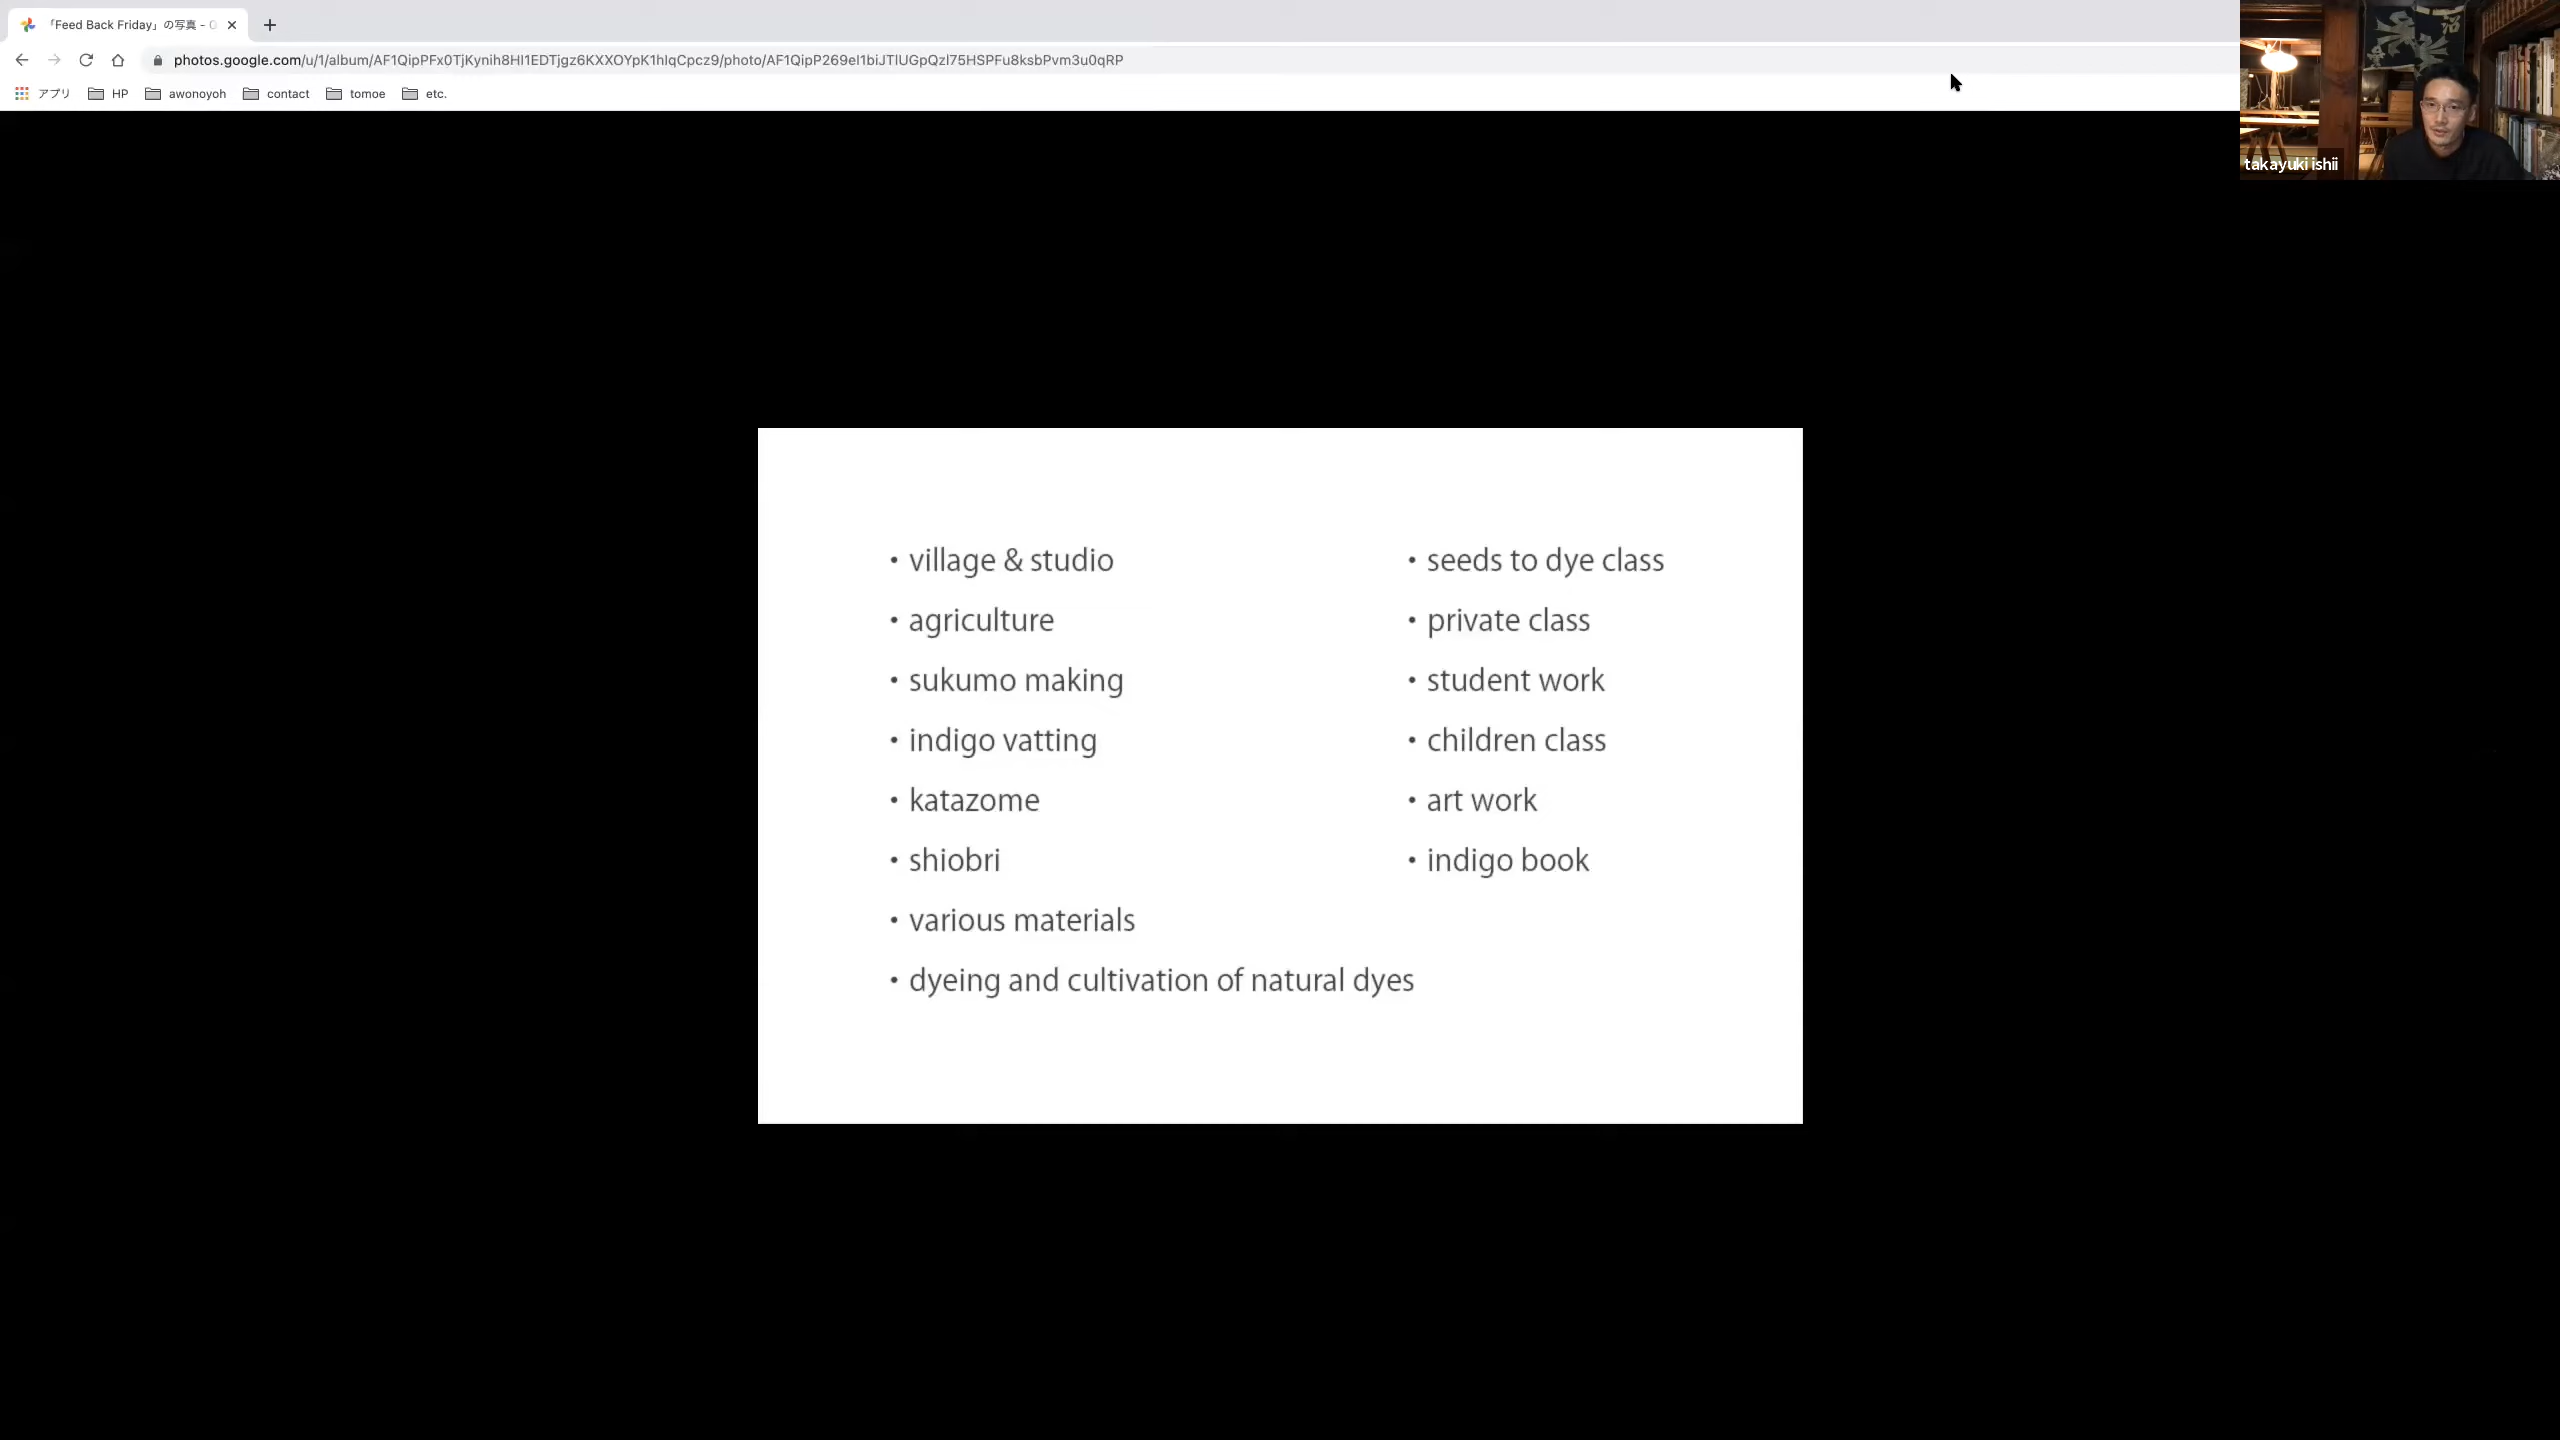 「Feed Back Friday」の写真 -
photos.google.com/u/1/album/AF1QipPFx0TjKynih8Hl1EDTjgz6KXXOYpK1hlqCpcz9/photo/AF1QipP269eI1biJTlUGpQzl75HSPFu8ksbPvm3u0qRP
アプリ HP awonoyoh contact tomoe etc.
takayuki ishii
・village & studio
・agriculture
・sukumo making
・indigo vatting
・katazome
・shiobri
・various materials
・dyeing and cultivation of natural dyes
・seeds to dye class
・private class
・student work
・children class
・art work
・indigo book